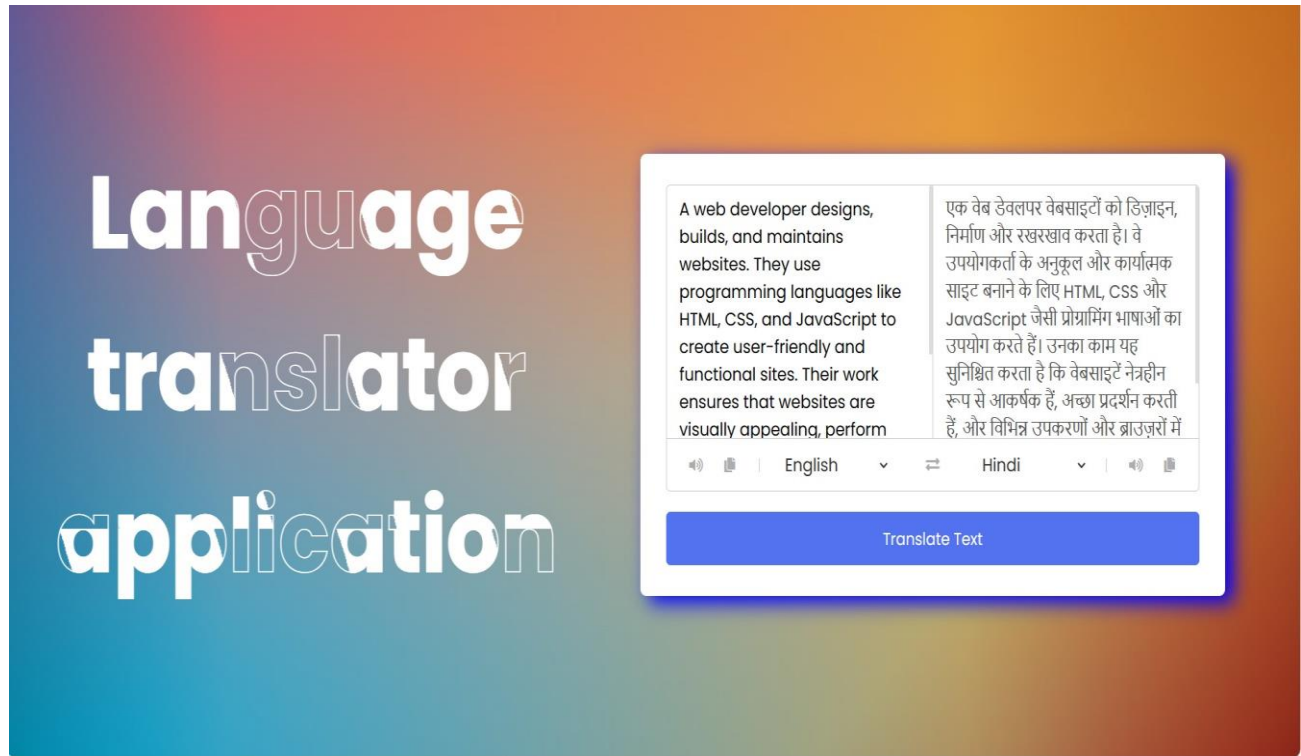 Language
translator
application
A web developer designs,
builds, and maintains
websites. They use
programming languages like
HTML, CSS, and JavaScript to
create user-friendly and
functional sites. Their work
ensures that websites are
visually appealing, perform
एक वेब डेवलपर वेबसाइटों को डिज़ाइन,
निर्माण और रखरखाव करता है। वे
उपयोगकर्ता के अनुकूल और कार्यात्मक
साइट बनाने के लिए HTML, CSS और
JavaScript जैसी प्रोग्रामिंग भाषाओं का
उपयोग करते हैं। उनका काम यह
सुनिश्चित करता है कि वेबसाइटें नेत्रहीन
रूप से आकर्षक हैं, अच्छा प्रदर्शन करती
हैं, और विभिन्न उपकरणों और ब्राउज़रों में
English
Hindi
Translate Text